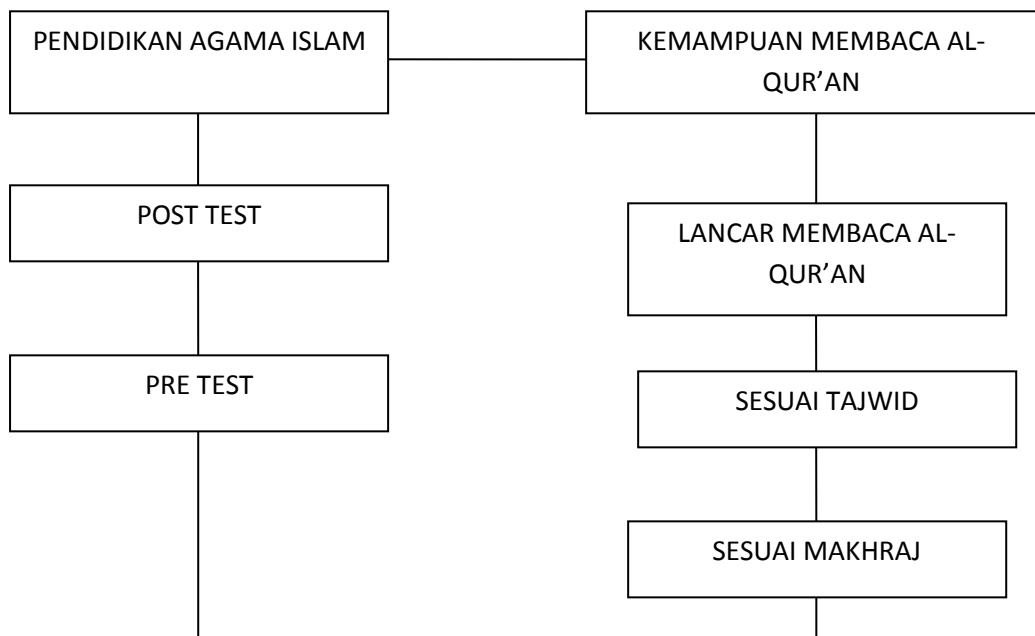 PENDIDIKAN AGAMA ISLAM
KEMAMPUAN MEMBACA AL-
QUR’AN
POST TEST
LANCAR MEMBACA AL-
QUR’AN
PRE TEST
SESUAI TAJWID
SESUAI MAKHRAJ